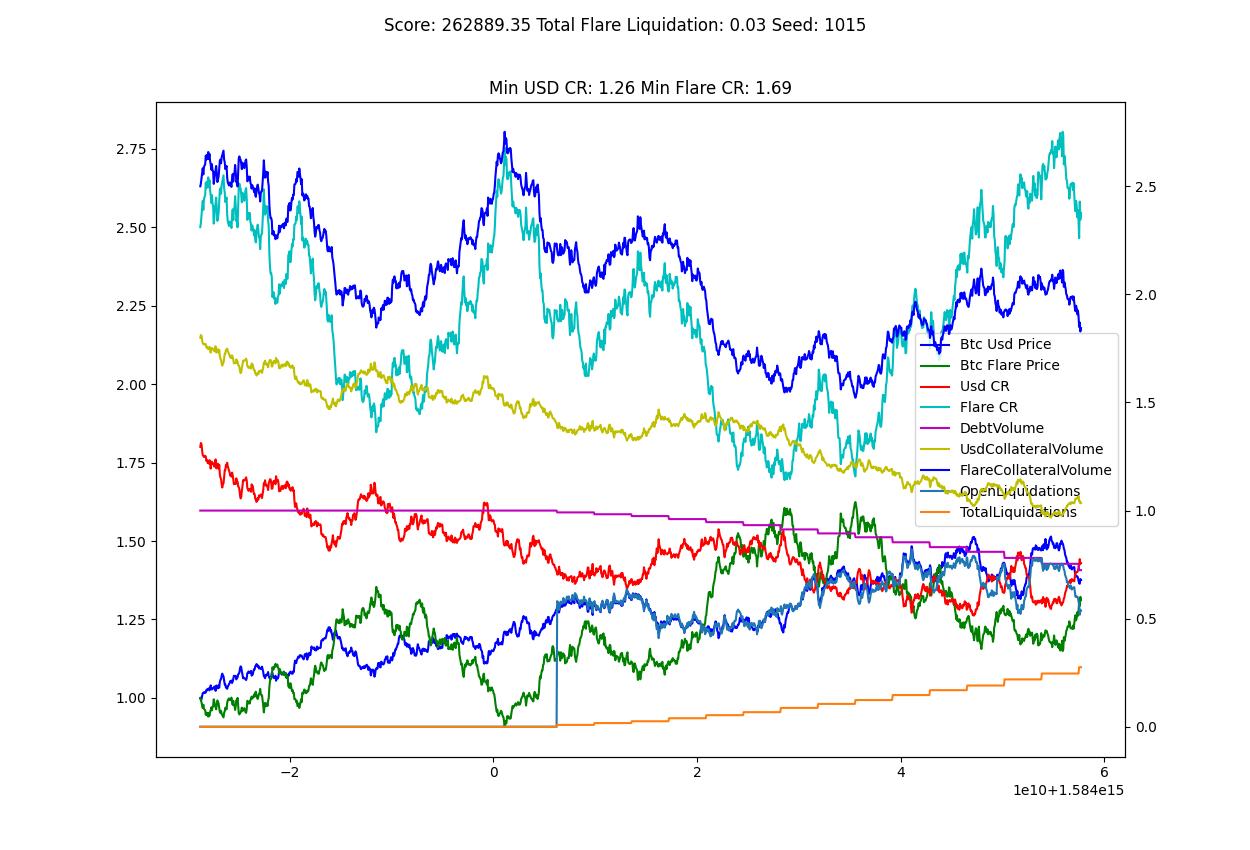 Score: 262889.35 Total Flare Liquidation: 0.03 Seed: 1015
Min USD CR: 1.26 Min Flare CR: 1.69
2.75
2.50
2.25
2.00
1.75
1.50
1.25
1.00
2.5
2.0
1.5
1.0
0.5
0.0
Btc Usd Price
Btc Flare Price
Usd CR
Flare CR
DebtVolume
UsdCollateralVolume
FlareCollateralVolume
OpenLiquidations
TotalLiquidations
−2
0
2
4
6
1e10+1.584e15